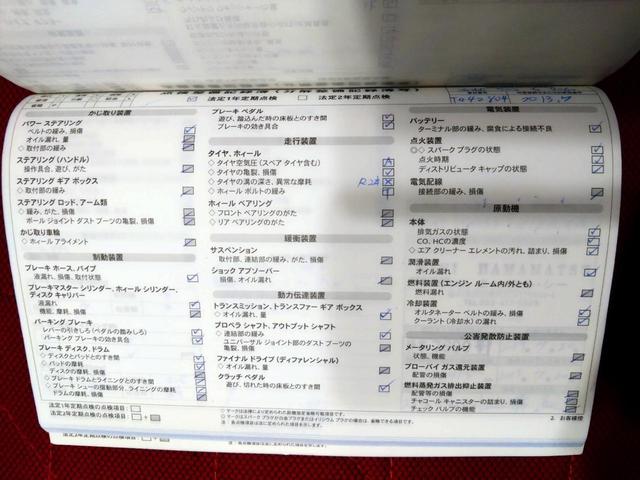 法定1年定期点検
法定2年定期点検
かじ取り装置
パワー ステアリング
ベルトの緩み、損傷
オイル漏れ、量
◇ 取付部の緩み
ステアリング (ハンドル)
操作具合、遊び、がた
ステアリング ギヤ ボックス
◇ 取付部の緩み
ステアリング ロッド、アーム類
◇ 緩み、がた、損傷
ボール ジョイント ダスト ブーツの亀裂、損傷
かじ取り車輪
◇ ホイール アライメント
制動装置
ブレーキ ホース、パイプ
液漏れ、損傷、取付状態
ブレーキマスター シリンダー、ホイール シリンダー、
ディスク キャリパー
液漏れ
機能、摩耗、損傷
パーキング ブレーキ
レバーの引きしろ (ペダルの踏みしろ)
パーキング ブレーキの効き具合
ブレーキ ディスク、ドラム
◇ ディスクとパッドとのすき間
◇ パッドの摩耗
ディスクの摩耗、損傷
◇ ブレーキ ドラムとライニングとのすき間
◇ ブレーキ シューの摺動部分、ライニングの摩耗
ドラムの摩耗、損傷
法定1年定期点検の点検項目:
法定2年定期点検の点検項目:
ブレーキ ペダル
遊び、踏込んだ時の床板とのすき間
ブレーキの効き具合
走行装置
タイヤ、ホイール
◇ タイヤ空気圧 (スペア タイヤ含む)
◇ タイヤの亀裂、損傷
◇ タイヤの溝の深さ、異常な摩耗
◇ ホイール ボルトの緩み
ホイール ベアリング
◇ フロント ベアリングのがた
◇ リア ベアリングのがた
緩衝装置
サスペンション
取付部、連結部の緩み、がた、損傷
ショック アブソーバー
損傷、オイル漏れ
動力伝達装置
トランスミッション、トランスファー ギヤ ボックス
◇ オイル漏れ、量
プロペラ シャフト、アウトプット シャフト
◇ 連結部の緩み
ユニバーサル ジョイント部のダスト ブーツの
亀裂、損傷
ファイナル ドライブ (ディファレンシャル)
オイル漏れ、量
クラッチ ペダル
遊び、切れた時の床板とのすき間
2013.7
電気装置
バッテリー
ターミナル部の緩み、腐食による接続不良
点火装置
◎◇ スパーク プラグの状態
点火時期
ディストリビュータ キャップの状態
電気配線
接続部の緩み、損傷
原動機
本体
排気ガスの状態
CO、HCの濃度
◇ エア クリーナー エレメントの汚れ、詰まり、損傷
潤滑装置
オイル漏れ
燃料装置 (エンジン ルーム内/外とも)
燃料漏れ
冷却装置
オルタネーター ベルトの緩み、損傷
クーラント (冷却水) の漏れ
公害発散防止装置
メータリング バルブ
状態、機能
ブローバイ ガス還元装置
配管の損傷
燃料蒸発ガス排出抑止装置
配管等の損傷
チャコール キャニスターの詰まり、損傷
チェック バルブの機能
2. お客様控